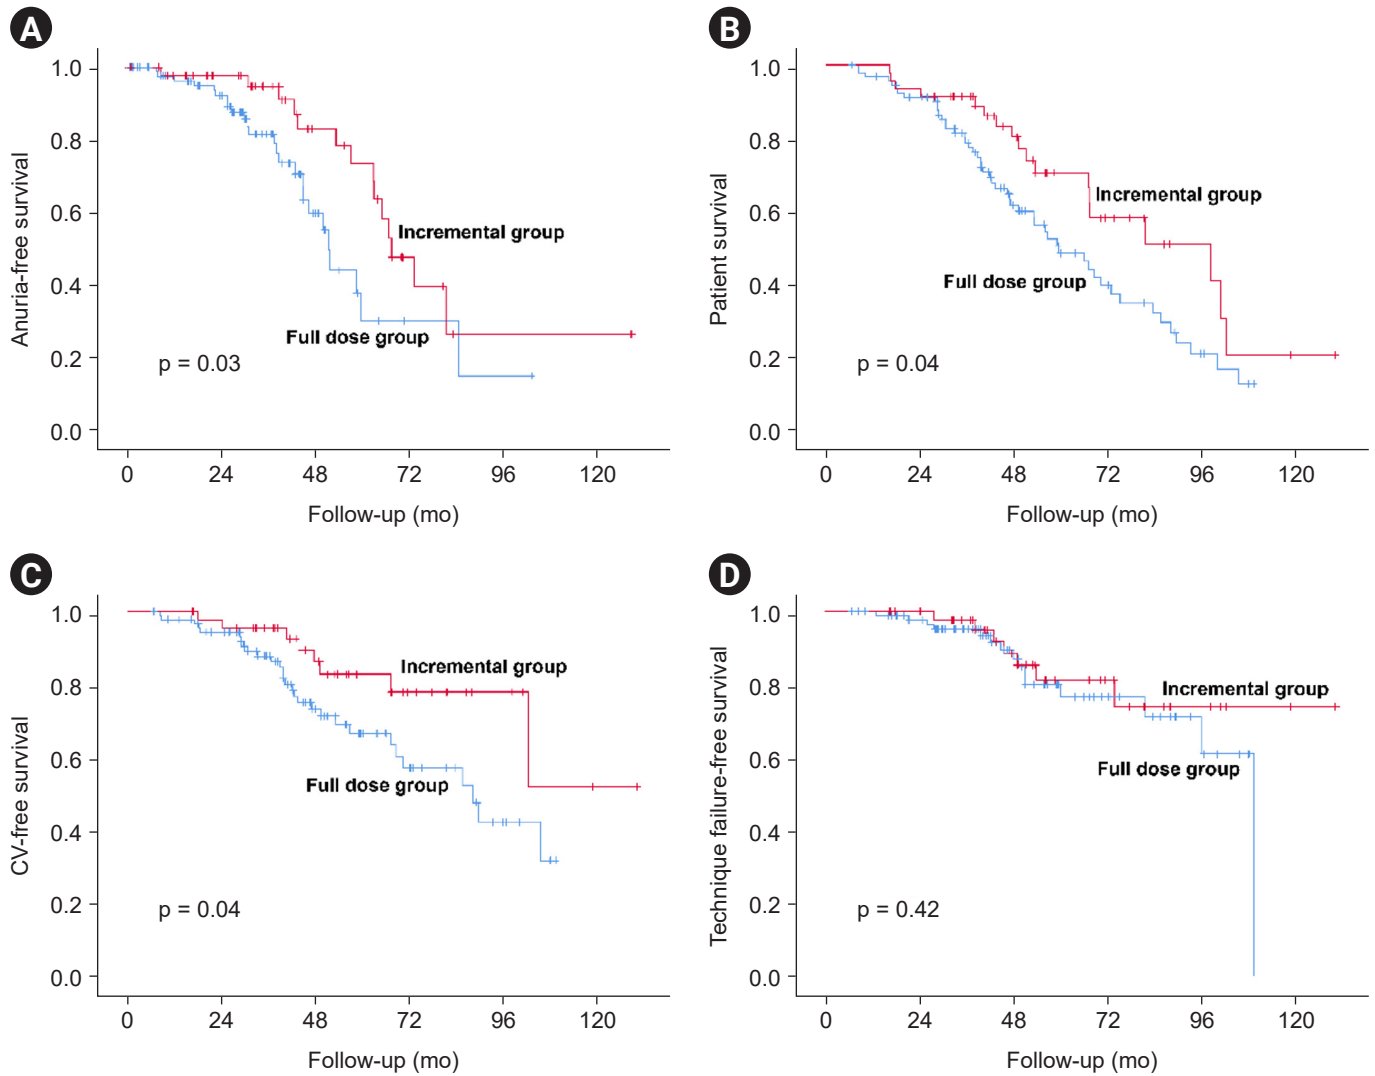 A
Anuria-free survival
1.0
0.8
0.6
0.4
0.2
0.0
Incremental group
Full dose group
p = 0.03
0 24 48 72 96 120
Follow-up (mo)
B
Patient survival
1.0
0.8
0.6
0.4
0.2
0.0
Incremental group
Full dose group
p = 0.04
0 24 48 72 96 120
Follow-up (mo)
C
CV-free survival
1.0
0.8
0.6
0.4
0.2
0.0
Incremental group
Full dose group
p = 0.04
0 24 48 72 96 120
Follow-up (mo)
D
Technique failure-free survival
1.0
0.8
0.6
0.4
0.2
0.0
Incremental group
Full dose group
p = 0.42
0 24 48 72 96 120
Follow-up (mo)